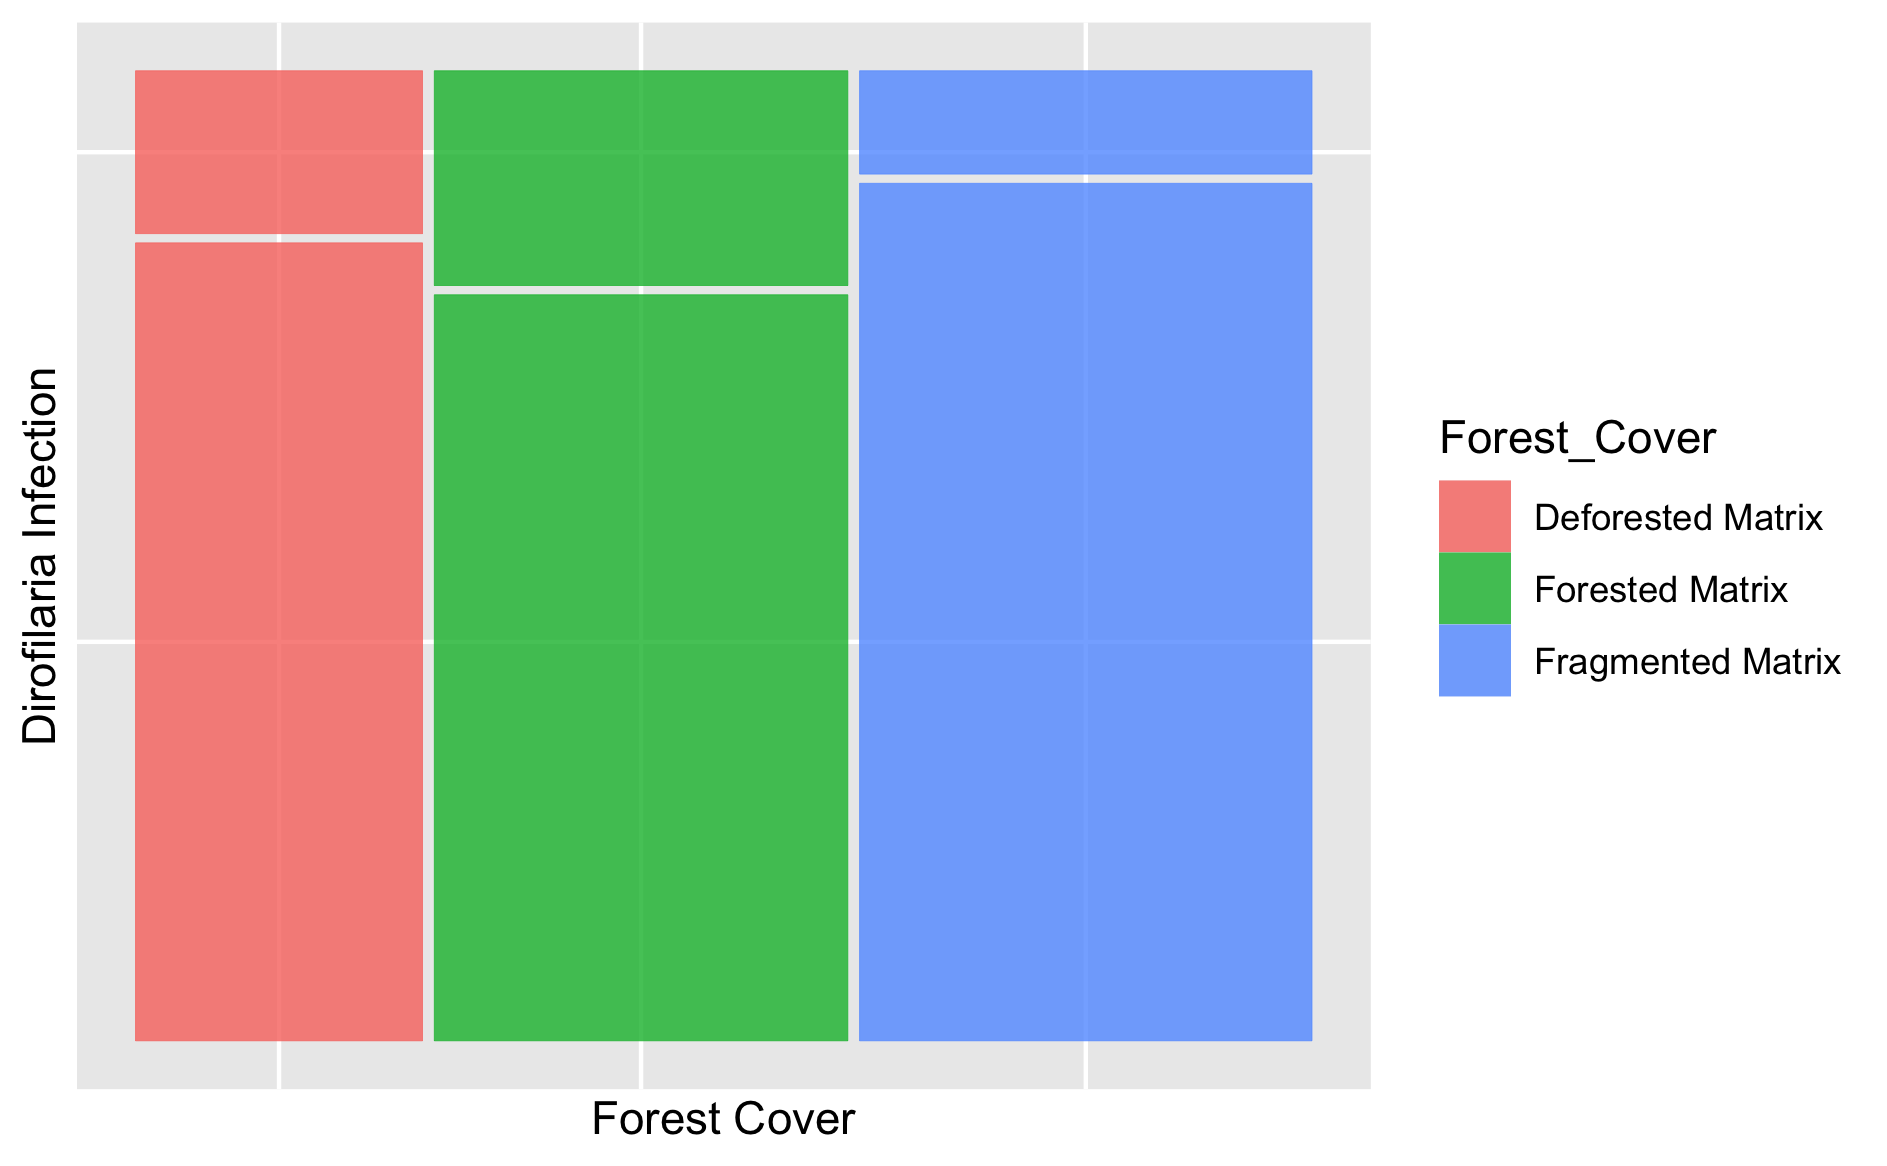 Dirofilaria Infection
Forest Cover
Forest_Cover
Deforested Matrix
Forested Matrix
Fragmented Matrix